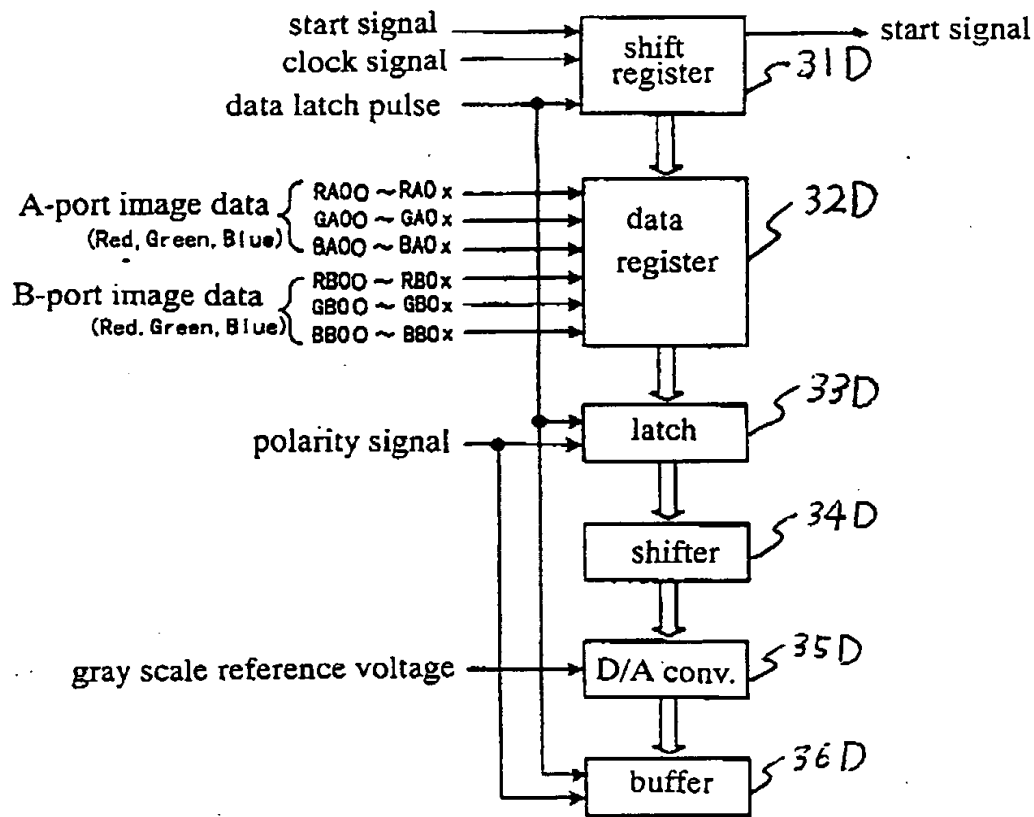 start signal
start signal
clock signal
shift
register
31D
data latch pulse
A-port image data
(Red, Green, Blue)
RA00 ~ RA0x
GA00 ~ GA0x
BA00 ~ BA0x
data
register
32D
B-port image data
(Red. Green, Blue)
RB00 ~ RB0x
GB00 ~ GB0x
BB00 ~ BB0x
latch
33D
polarity signal
shifter
34D
gray scale reference voltage
D/A conv.
35D
buffer
36D